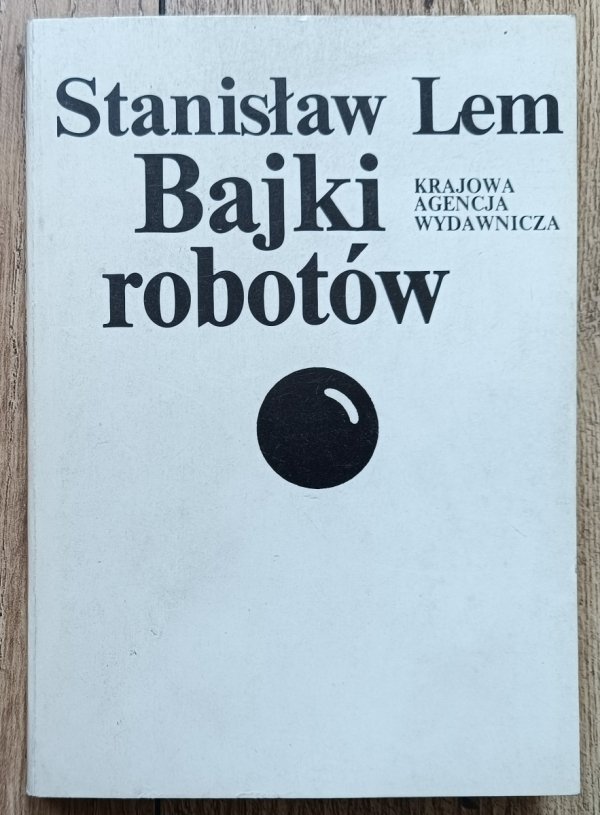 Stanisław Lem
Bajki
robotów
KRAJOWA
AGENCJA
WYDAWNICZA